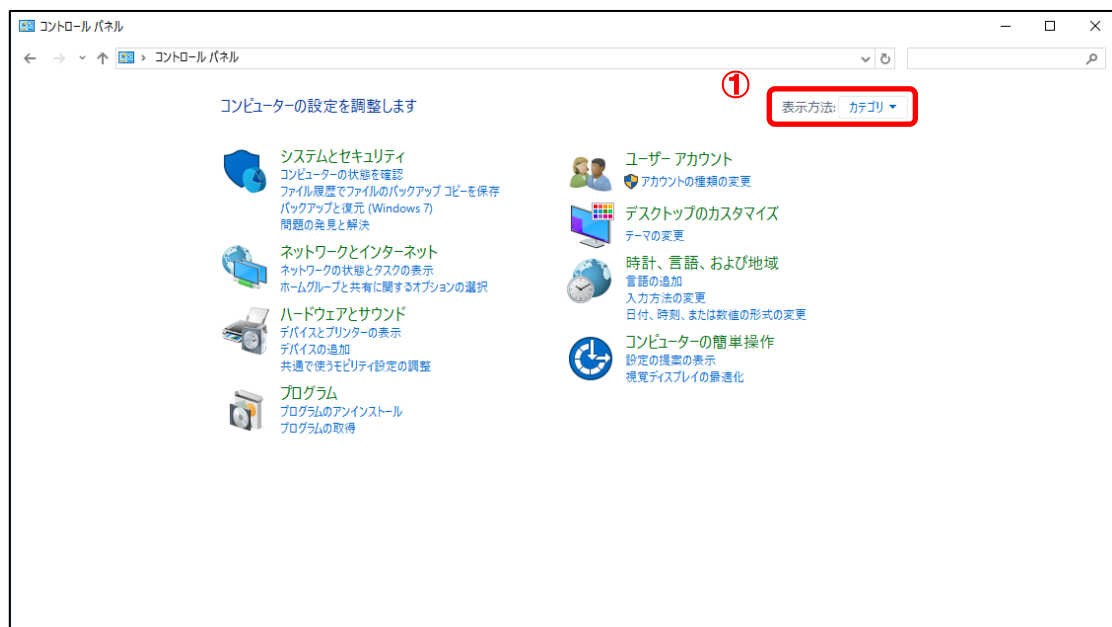 コントロール パネル
コントロール パネル
①
コンピューターの設定を調整します
表示方法: カテゴリ
システムとセキュリティ
コンピューターの状態を確認
ファイル履歴でファイルのバックアップ コピーを保存
バックアップと復元 (Windows 7)
問題の発見と解決
ネットワークとインターネット
ネットワークの状態とタスクの表示
ホームグループと共有に関するオプションの選択
ハードウェアとサウンド
デバイスとプリンターの表示
デバイスの追加
共通で使うモビリティ設定の調整
プログラム
プログラムのアンインストール
プログラムの取得
ユーザー アカウント
アカウントの種類の変更
デスクトップのカスタマイズ
テーマの変更
時計、言語、および地域
言語の追加
入力方法の変更
日付、時刻、または数値の形式の変更
コンピューターの簡単操作
設定の提案の表示
視覚ディスプレイの最適化